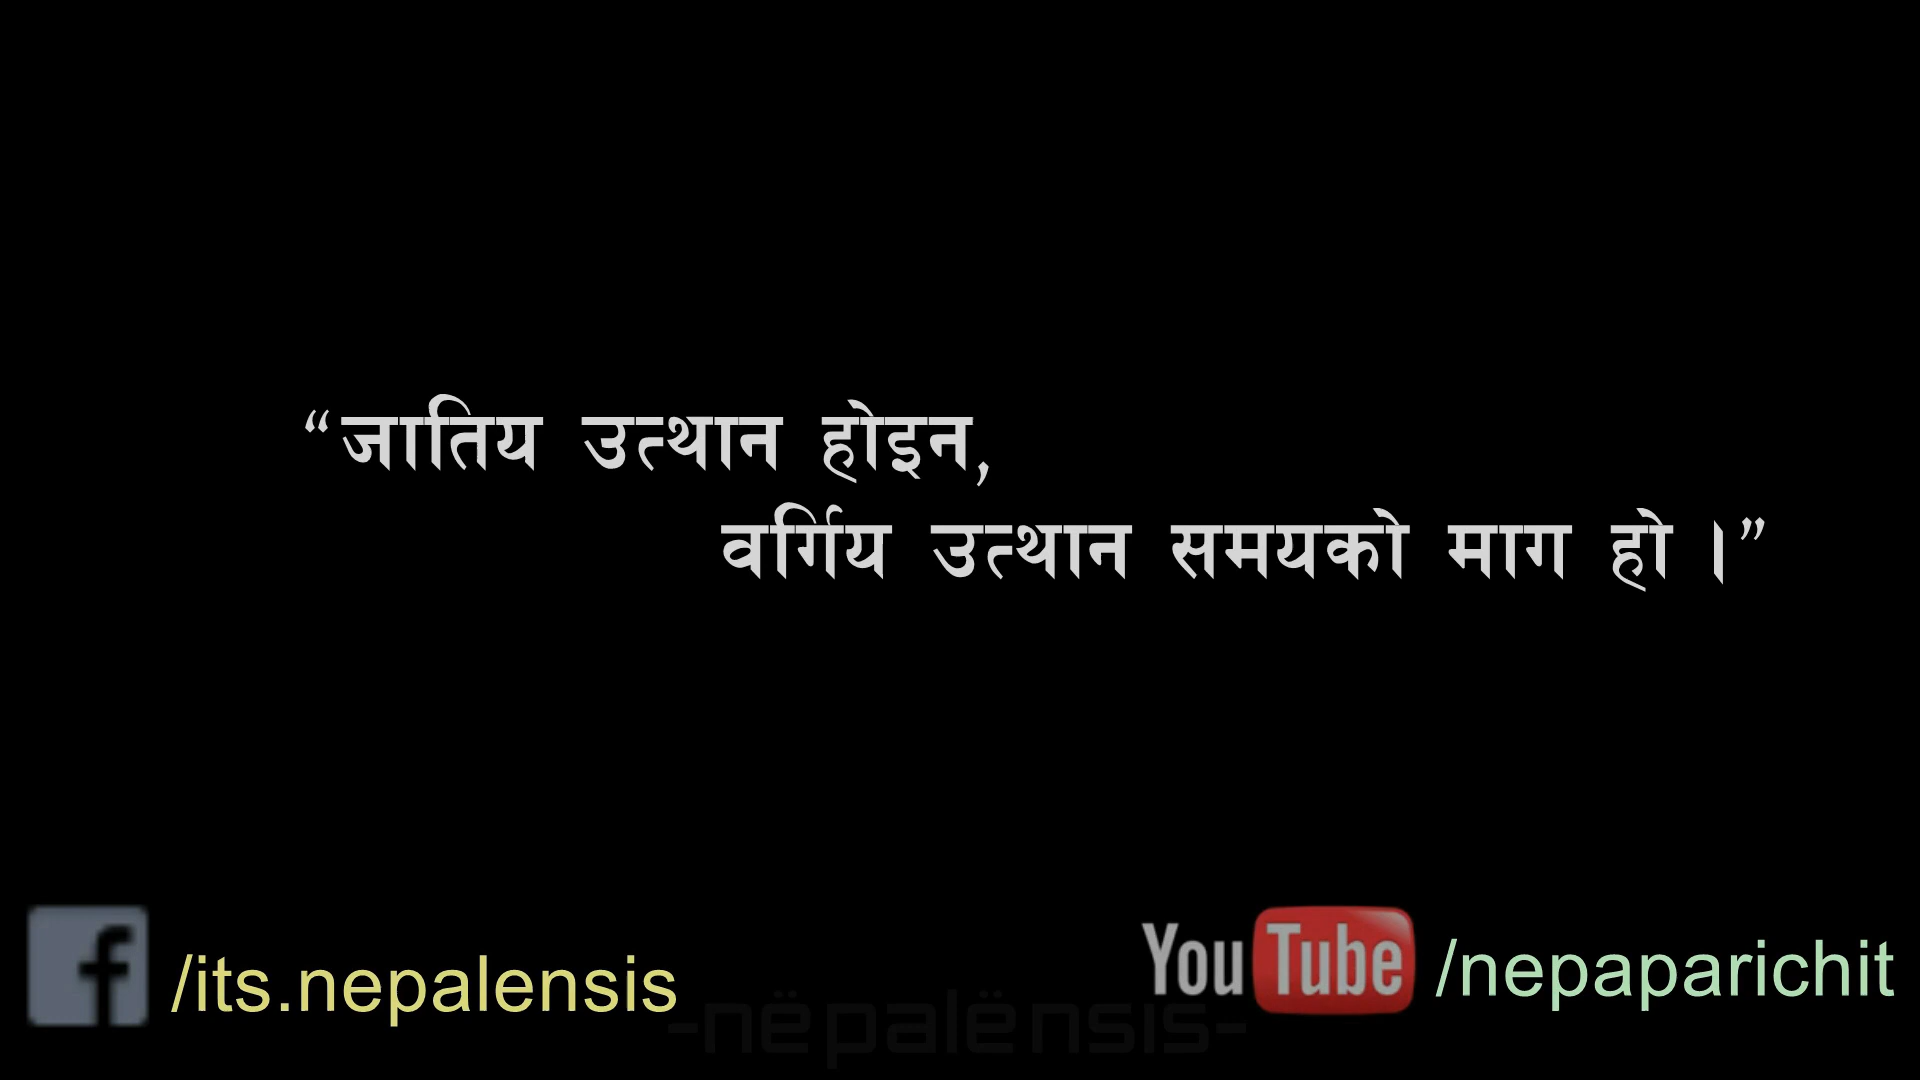 “जातिय उत्थान होइन,
वर्गिय उत्थान समयको माग हो ।”
f /its.nepalensis
YouTube /nepaparichit
-nëpalënsis-